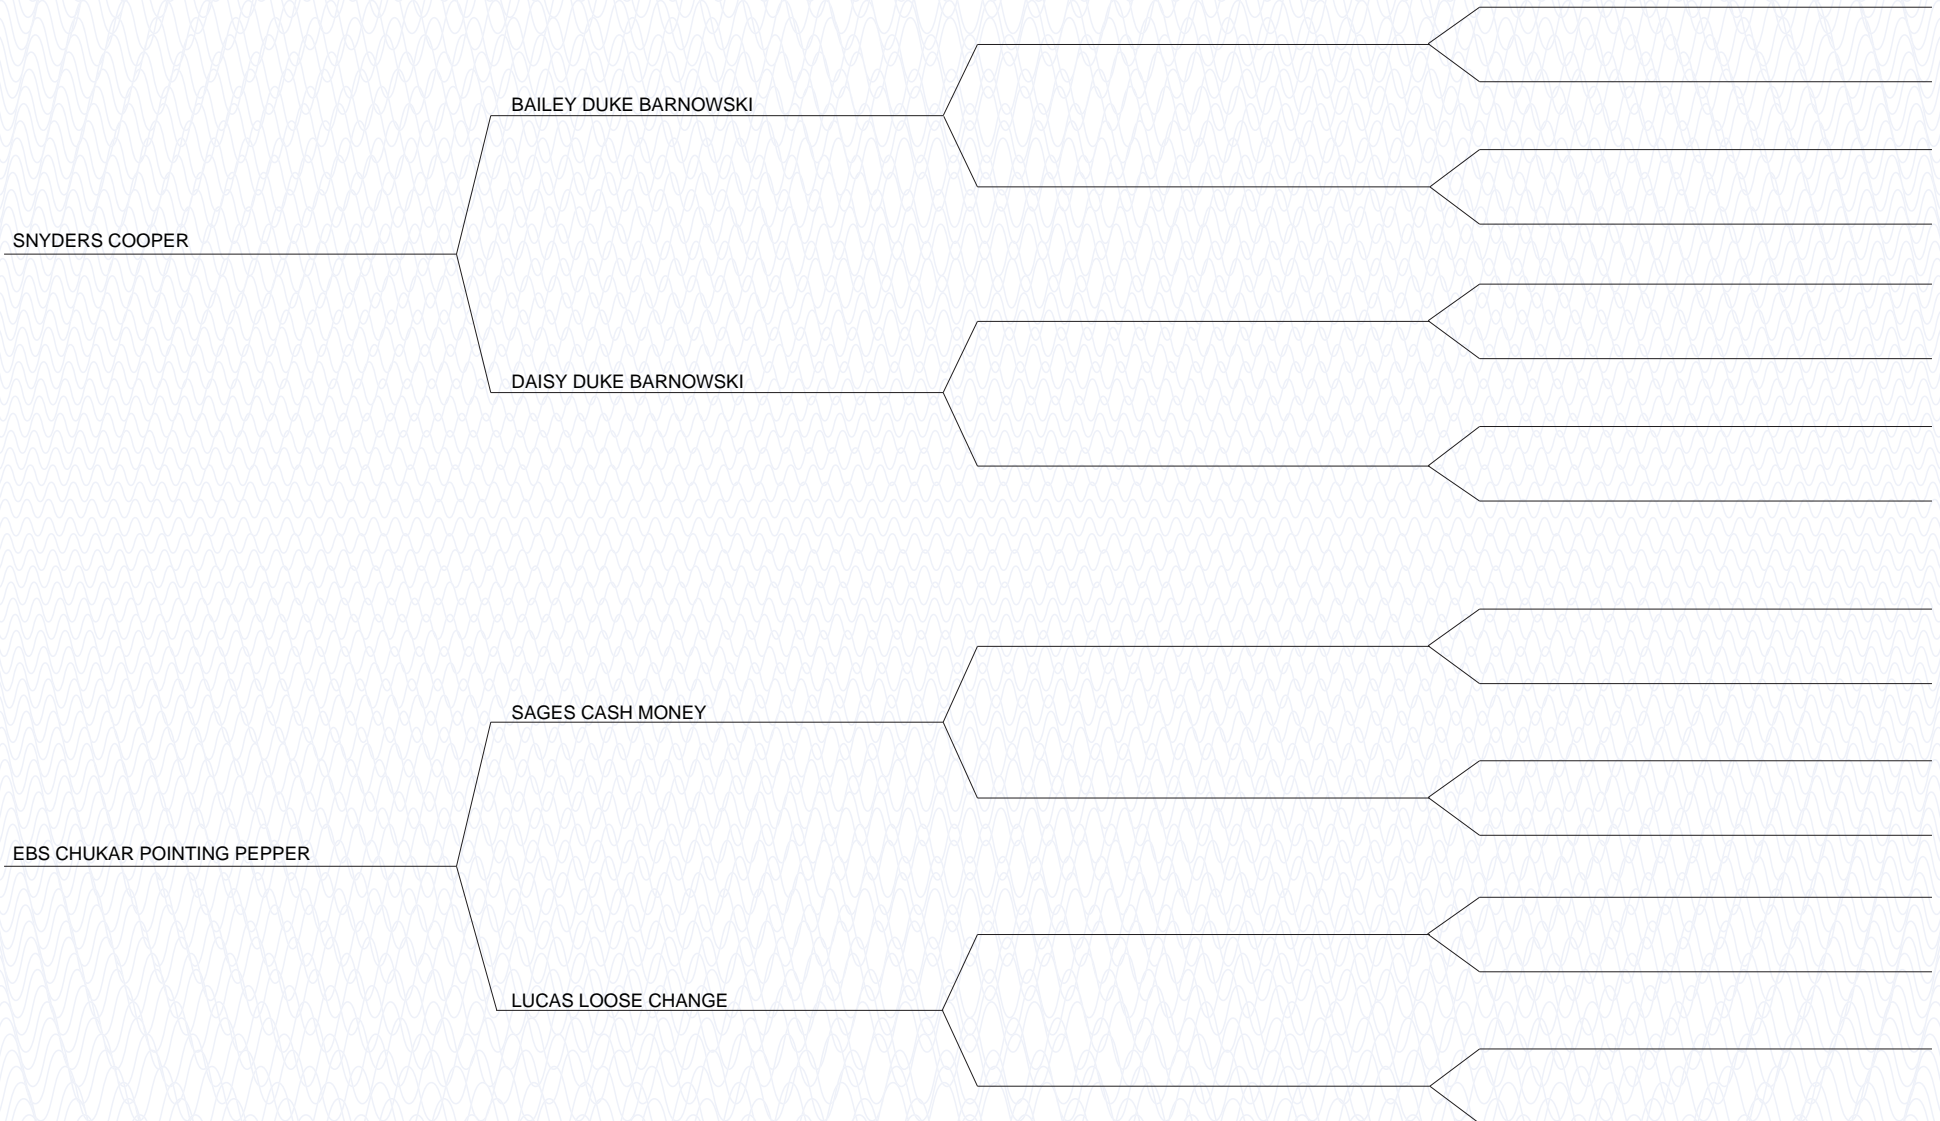 BAILEY DUKE BARNOWSKI
SNYDERS COOPER
DAISY DUKE BARNOWSKI
SAGES CASH MONEY
EBS CHUKAR POINTING PEPPER
LUCAS LOOSE CHANGE